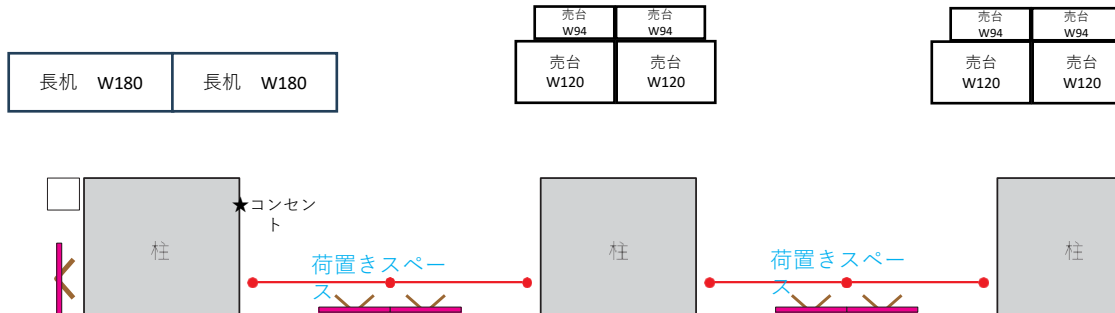 売台 売台 売台 売台
W94 W94 W94 W94
長机 W180 長机 W180 売台 売台 売台 売台
W120 W120 W120 W120
★コンセン
ト
柱 柱 柱
荷置きスペー
ス
荷置きスペー
ス